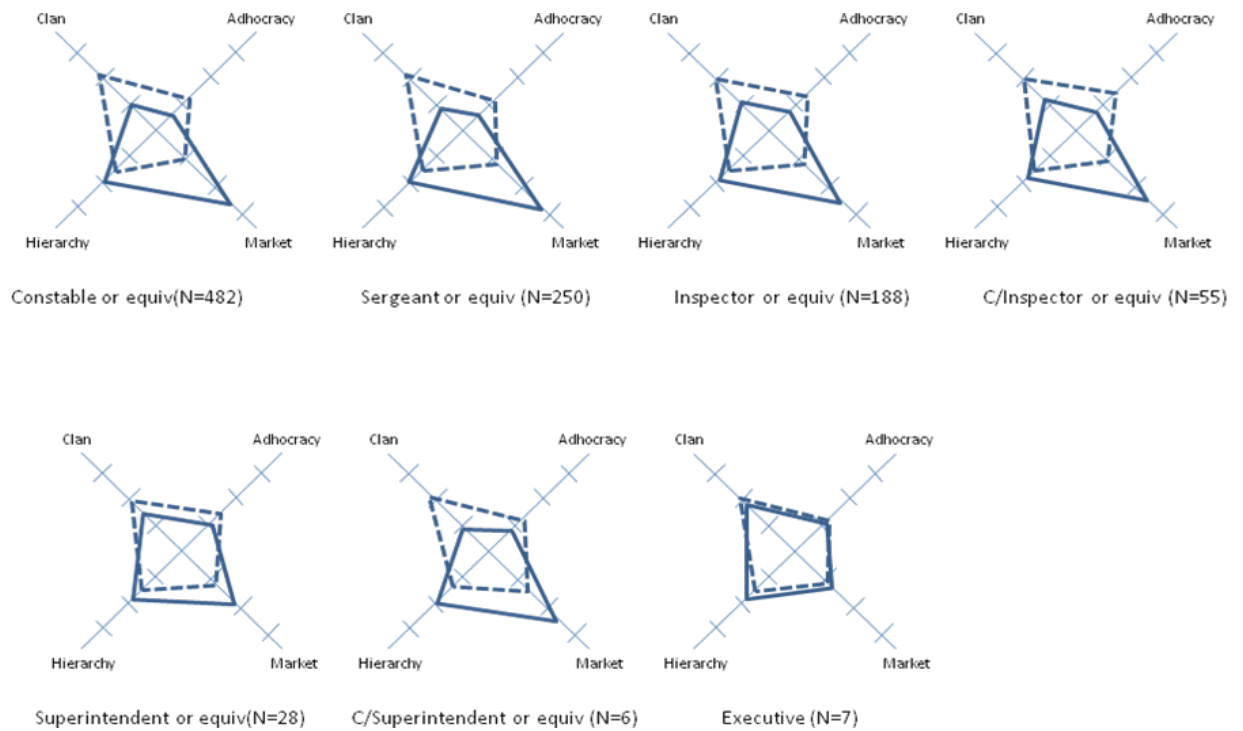 Clan Adhocracy Clan Adhocracy Clan Adhocracy Clan Adhocracy
Hierarchy Market Hierarchy Market Hierarchy Market Hierarchy Market
Constable or equiv(N=482) Sergeant or equiv (N=250) Inspector or equiv (N=188) C/Inspector or equiv (N=55)
Clan Adhocracy Clan Adhocracy Clan Adhocracy
Hierarchy Market Hierarchy Market Hierarchy Market
Superintendent or equiv(N=28) C/Superintendent or equiv (N=6) Executive (N=7)